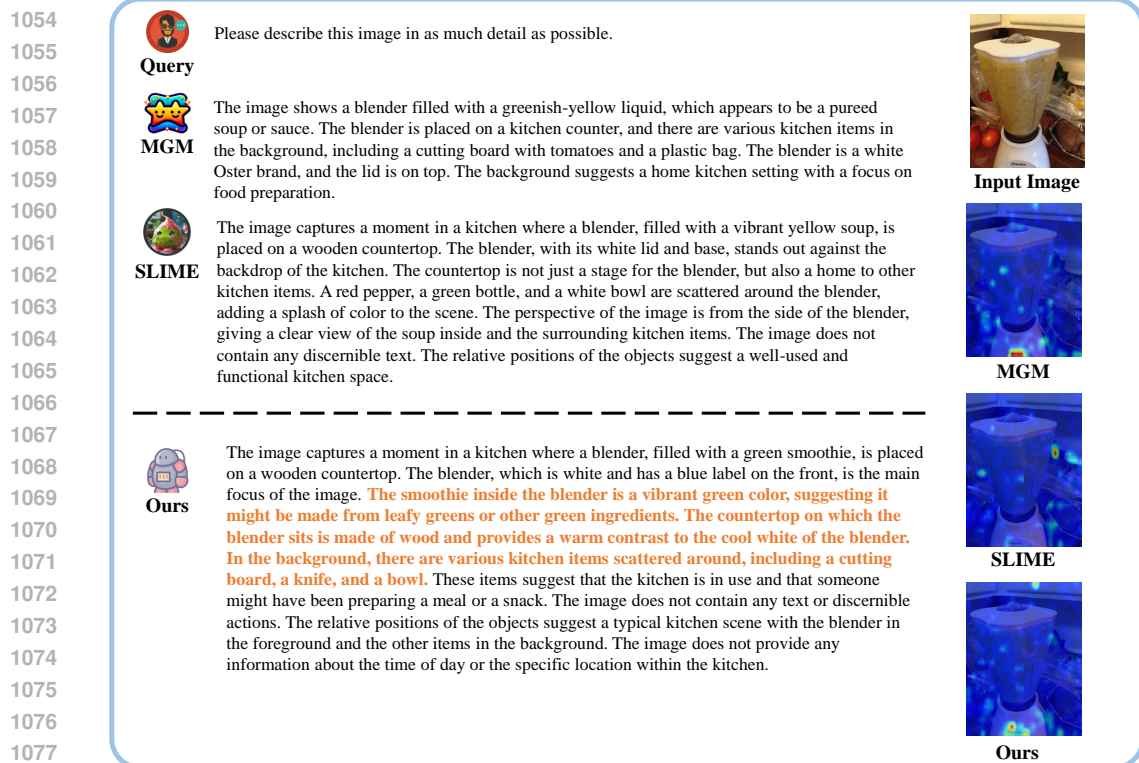 1054
1055
1056
1057
1058
1059
1060
1061
1062
1063
1064
1065
1066
1067
1068
1069
1070
1071
1072
1073
1074
1075
1076
1077
Query
Please describe this image in as much detail as possible.
MGM
The image shows a blender filled with a greenish-yellow liquid, which appears to be a pureed
soup or sauce. The blender is placed on a kitchen counter, and there are various kitchen items in
the background, including a cutting board with tomatoes and a plastic bag. The blender is a white
Oster brand, and the lid is on top. The background suggests a home kitchen setting with a focus on
food preparation.
SLIME
The image captures a moment in a kitchen where a blender, filled with a vibrant yellow soup, is
placed on a wooden countertop. The blender, with its white lid and base, stands out against the
backdrop of the kitchen. The countertop is not just a stage for the blender, but also a home to other
kitchen items. A red pepper, a green bottle, and a white bowl are scattered around the blender,
adding a splash of color to the scene. The perspective of the image is from the side of the blender,
giving a clear view of the soup inside and the surrounding kitchen items. The image does not
contain any discernible text. The relative positions of the objects suggest a well-used and
functional kitchen space.
Ours
The image captures a moment in a kitchen where a blender, filled with a green smoothie, is placed
on a wooden countertop. The blender, which is white and has a blue label on the front, is the main
focus of the image. The smoothie inside the blender is a vibrant green color, suggesting it
might be made from leafy greens or other green ingredients. The countertop on which the
blender sits is made of wood and provides a warm contrast to the cool white of the blender.
In the background, there are various kitchen items scattered around, including a cutting
board, a knife, and a bowl. These items suggest that the kitchen is in use and that someone
might have been preparing a meal or a snack. The image does not contain any text or discernible
actions. The relative positions of the objects suggest a typical kitchen scene with the blender in
the foreground and the other items in the background. The image does not provide any
information about the time of day or the specific location within the kitchen.
Input Image
MGM
SLIME
Ours